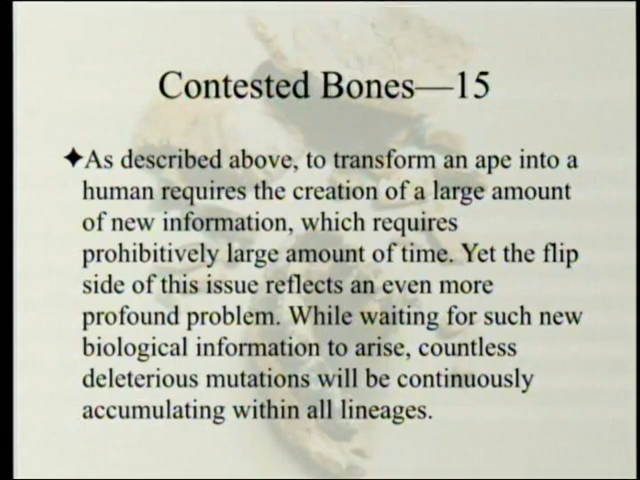 Contested Bones—15
✦As described above, to transform an ape into a
human requires the creation of a large amount
of new information, which requires
prohibitively large amount of time. Yet the flip
side of this issue reflects an even more
profound problem. While waiting for such new
biological information to arise, countless
deleterious mutations will be continuously
accumulating within all lineages.